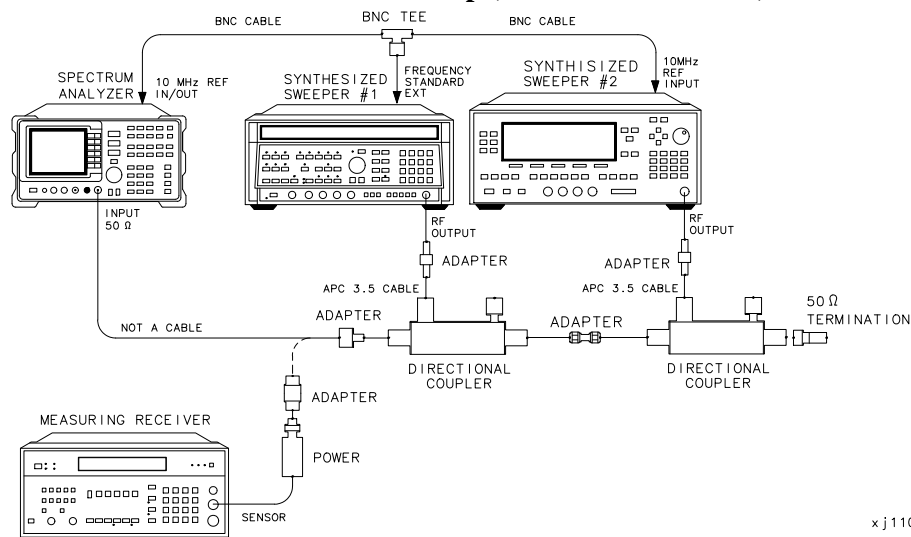 BNC TEE
BNC CABLE
BNC CABLE
SPECTRUM
ANALYZER
10 MHz REF
IN/OUT
SYNTHESIZED
SWEEPER #1
FREQUENCY
STANDARD
EXT
SYNTHISIZED
SWEEPER #2
10MHz
REF
INPUT
INPUT
50 Ω
RF
OUTPUT
RF
OUTPUT
ADAPTER
ADAPTER
APC 3.5 CABLE
APC 3.5 CABLE
50 Ω
TERMINATION
NOT A CABLE
ADAPTER
ADAPTER
DIRECTIONAL
COUPLER
DIRECTIONAL
COUPLER
ADAPTER
MEASURING RECEIVER
POWER
SENSOR
xj110